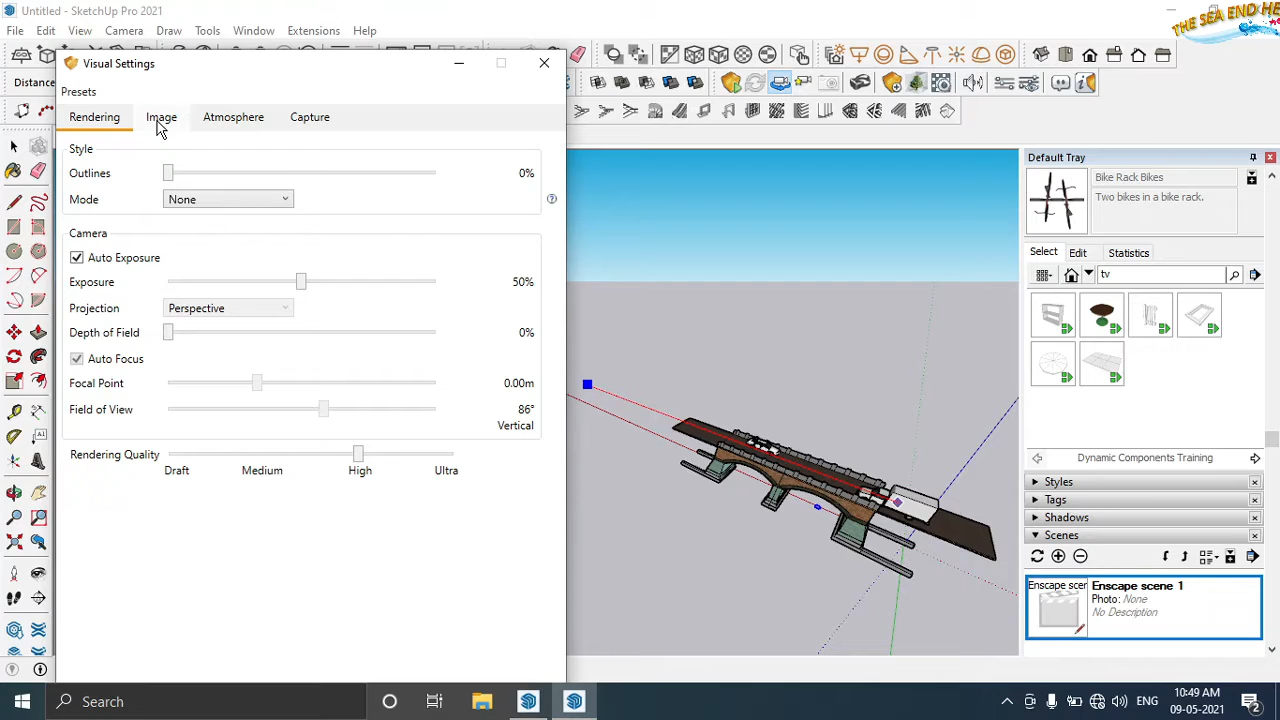 Untitled - SketchUp Pro 2021
THE SEA END HE
File Edit View Camera Draw Tools Window Extensions Help
Distance
Visual Settings
Presets
Rendering Image Atmosphere Capture
Style
Outlines 0%
Mode None
Camera
Auto Exposure
Exposure 50%
Projection Perspective
Depth of Field 0%
Auto Focus
Focal Point 0.00m
Field of View 86°
Vertical
Rendering Quality
Draft Medium High Ultra
Default Tray
Bike Rack Bikes
Two bikes in a bike rack.
Select Edit Statistics
tv
Dynamic Components Training
Styles
Tags
Shadows
Scenes
Enscape scer
Enscape scene 1
Photo: None
No Description
Search
ENG
10:49 AM
09-05-2021
2